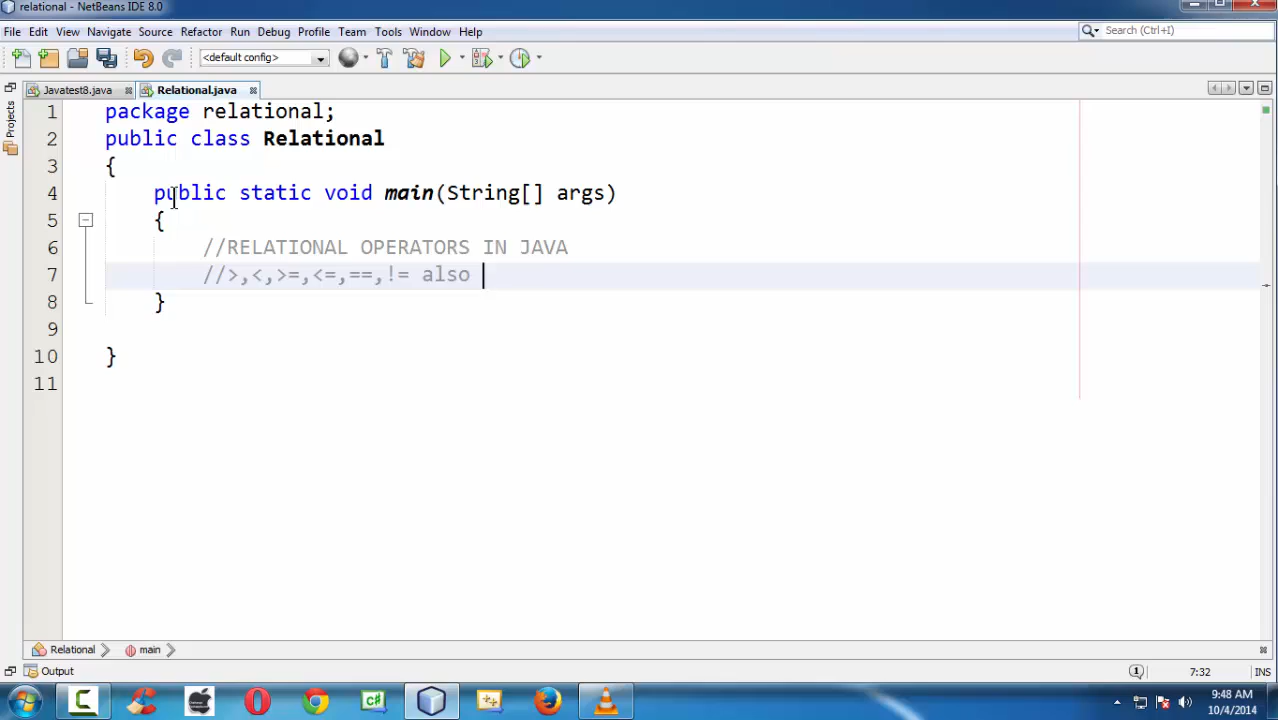 relational - NetBeans IDE 8.0
File Edit View Navigate Source Refactor Run Debug Profile Team Tools Window Help
Search (Ctrl+I)
<default config>
Javatest8.java Relational.java
Projects
1 package relational;
2 public class Relational
3 {
4 public static void main(String[] args)
5 {
6 //RELATIONAL OPERATORS IN JAVA
7 //>,<,>=,<=,==,!= also
8 }
9
10 }
11
Relational main
Output
1 7:32 INS
C#
9:48 AM
10/4/2014